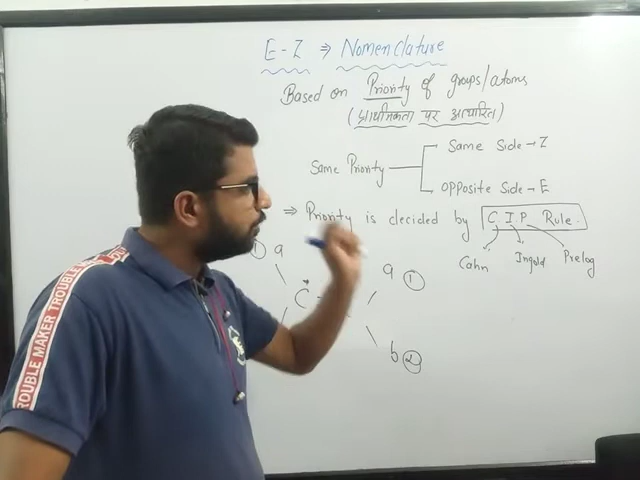 E-Z ⇒ Nomenclature
Based on Priority of groups/atoms
(प्राथमिकता पर आधारित)
Same Priority
Same Side → Z
Opposite Side → E
⇒ Priority is decided by C.I.P. Rule.
Cahn Ingold Prelog
① a
a ①
C
b ②
TROUBLE MAKER TROUBLE